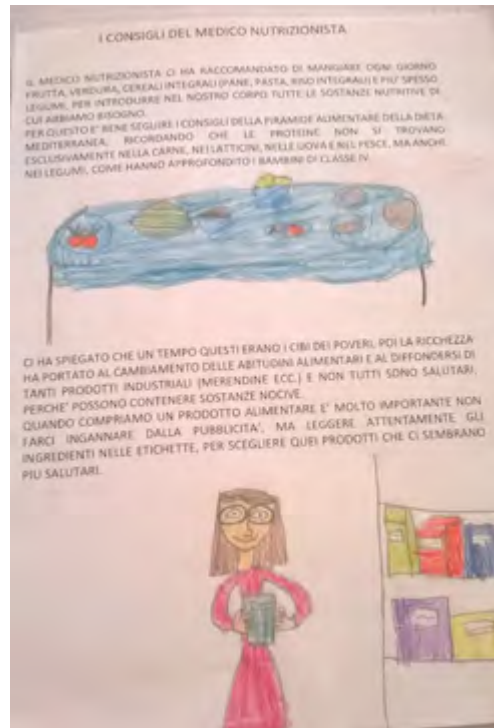 I CONSIGLI DEL MEDICO NUTRIZIONISTA
IL MEDICO NUTRIZIONISTA CI HA RACCOMANDATO DI MANGIARE OGNI GIORNO
FRUTTA, VERDURA, CEREALI INTEGRALI (PANE, PASTA, RISO INTEGRALI) E PIU' SPESSO
LEGUMI, PER INTRODURRE NEL NOSTRO CORPO TUTTE LE SOSTANZE NUTRITIVE DI
CUI ABBIAMO BISOGNO.
PER QUESTO E' BENE SEGUIRE I CONSIGLI DELLA PIRAMIDE ALIMENTARE DELLA DIETA
MEDITERRANEA, RICORDANDO CHE LE PROTEINE NON SI TROVANO
ESCLUSIVAMENTE NELLA CARNE, NEI LATTICINI, NELLE UOVA E NEL PESCE, MA ANCHE
NEI LEGUMI, COME HANNO APPROFONDITO I BAMBINI DI CLASSE IV.
CI HA SPIEGATO CHE UN TEMPO QUESTI ERANO I CIBI DEI POVERI, POI LA RICCHEZZA
HA PORTATO AL CAMBIAMENTO DELLE ABITUDINI ALIMENTARI E AL DIFFONDERSI DI
TANTI PRODOTTI INDUSTRIALI (MERENDINE ECC.) E NON TUTTI SONO SALUTARI,
PERCHE' POSSONO CONTENERE SOSTANZE NOCIVE.
QUANDO COMPRIAMO UN PRODOTTO ALIMENTARE E' MOLTO IMPORTANTE NON
FARCI INGANNARE DALLA PUBBLICITA', MA LEGGERE ATTENTAMENTE GLI
INGREDIENTI NELLE ETICHETTE, PER SCEGLIERE QUEI PRODOTTI CHE CI SEMBRANO
PIU SALUTARI.